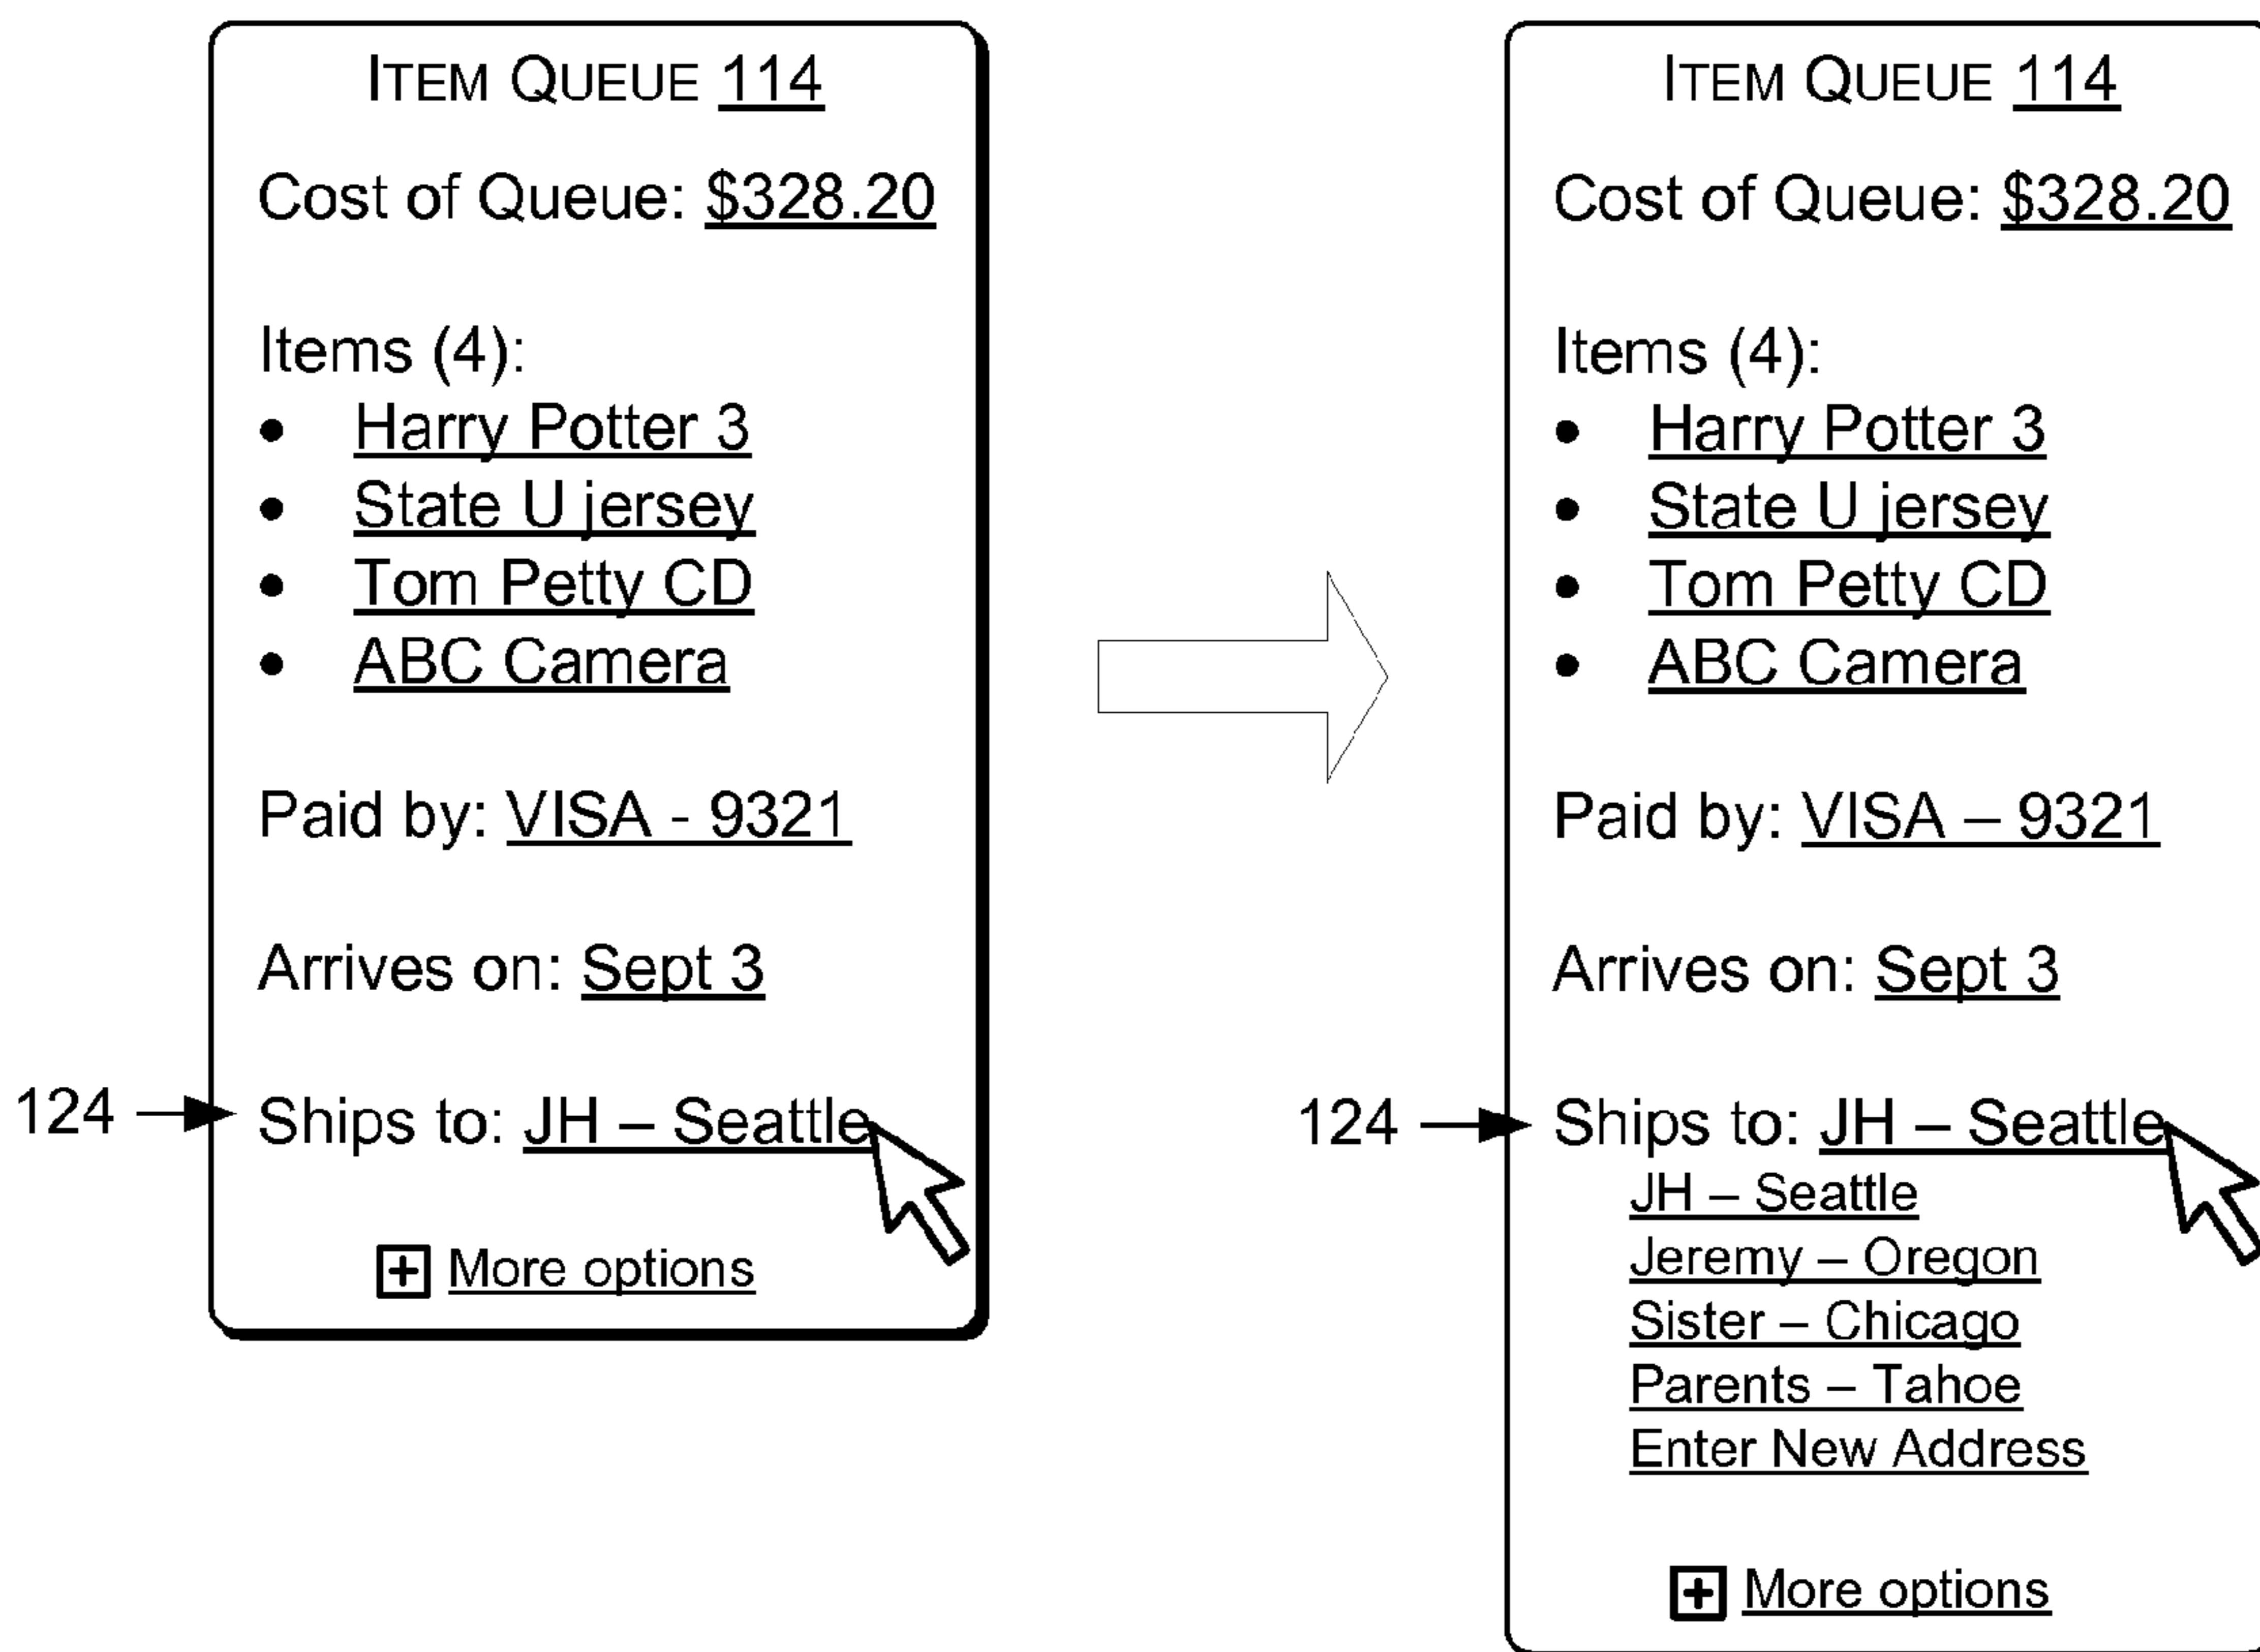 ITEM QUEUE 114
Cost of Queue: $328.20
Items (4):
• Harry Potter 3
• State U jersey
• Tom Petty CD
• ABC Camera
Paid by: VISA - 9321
Arrives on: Sept 3
124
Ships to: JH – Seattle
More options
ITEM QUEUE 114
Cost of Queue: $328.20
Items (4):
• Harry Potter 3
• State U jersey
• Tom Petty CD
• ABC Camera
Paid by: VISA – 9321
Arrives on: Sept 3
124
Ships to: JH – Seattle
JH – Seattle
Jeremy – Oregon
Sister – Chicago
Parents – Tahoe
Enter New Address
More options